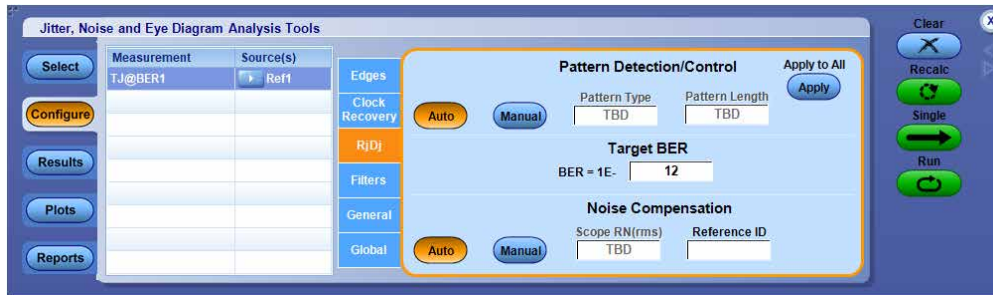 Jitter, Noise and Eye Diagram Analysis Tools
Clear
X
Select
Configure
Results
Plots
Reports
Measurement Source(s)
TJ@BER1 Ref1
Edges
Clock
Recovery
RjDj
Filters
General
Global
Pattern Detection/Control
Apply to All
Apply
Auto
Manual
Pattern Type
TBD
Pattern Length
TBD
Target BER
BER = 1E- 12
Noise Compensation
Auto
Manual
Scope RN(rms)
TBD
Reference ID
Recalc
Single
Run